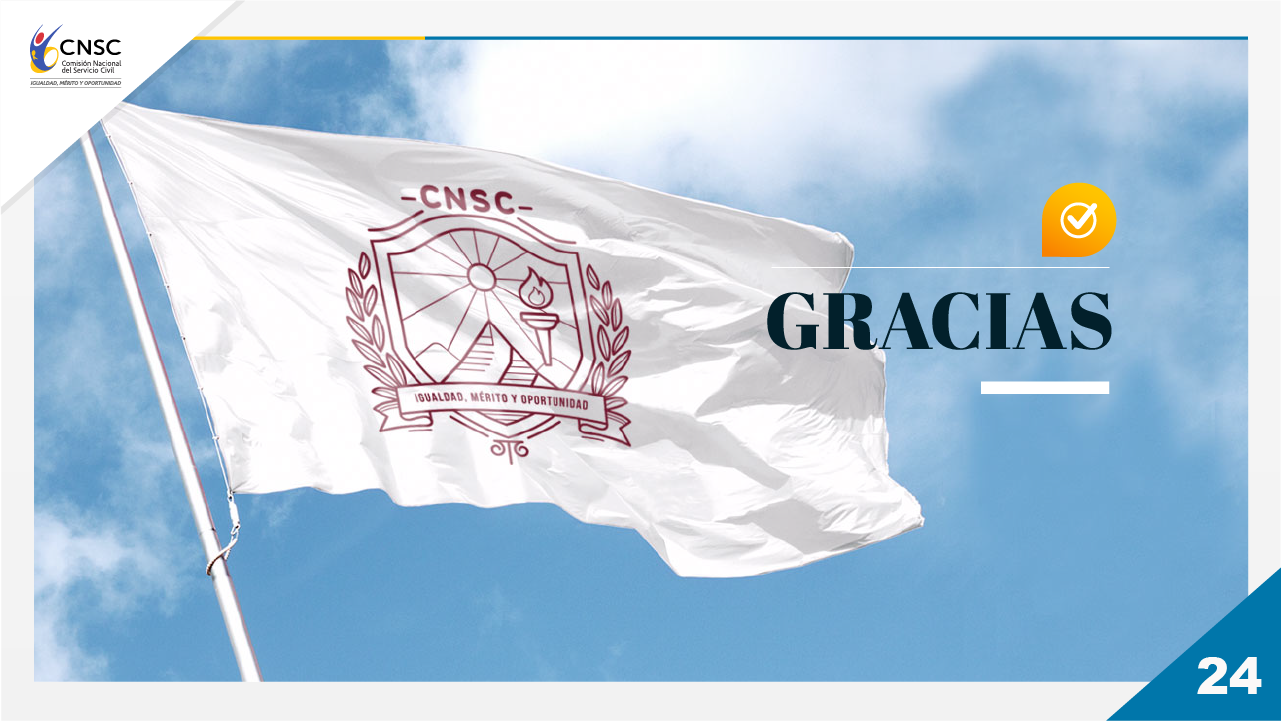 CNSC
Comisión Nacional
del Servicio Civil
IGUALDAD, MÉRITO Y OPORTUNIDAD
-CNSC-
IGUALDAD, MÉRITO Y OPORTUNIDAD
GRACIAS
24